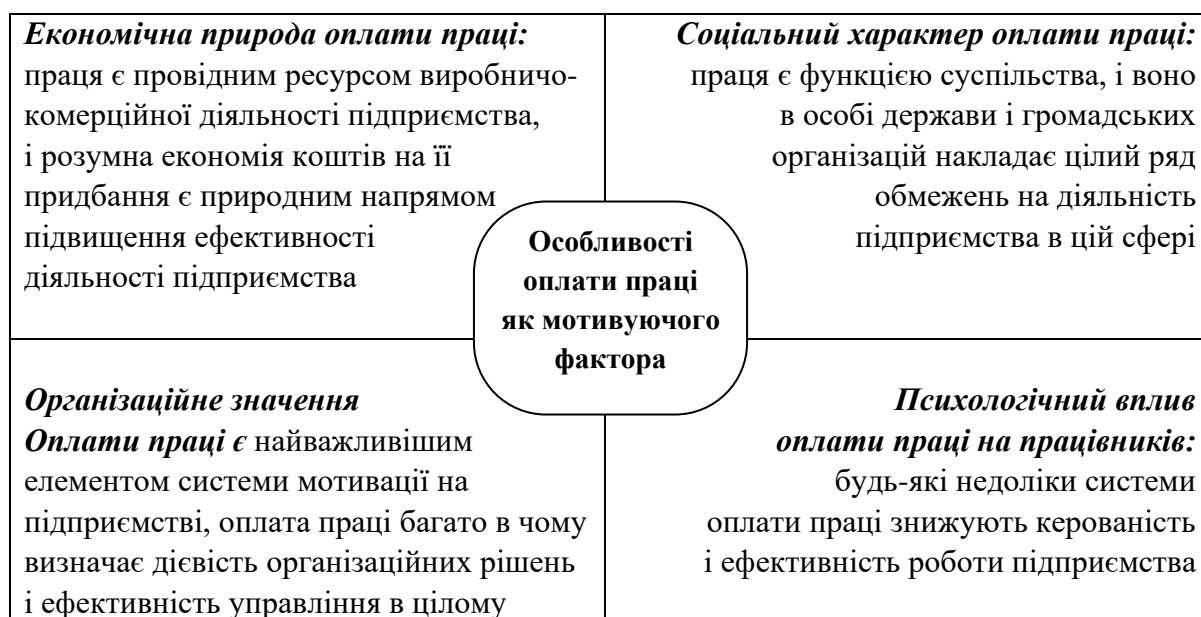 Економічна природа оплати праці:
праця є провідним ресурсом виробничо-
комерційної діяльності підприємства,
і розумна економія коштів на її
придбання є природним напрямом
підвищення ефективності
діяльності підприємства
Соціальний характер оплати праці:
праця є функцією суспільства, і воно
в особі держави і громадських
організацій накладає цілий ряд
обмежень на діяльність
підприємства в цій сфері
Особливості
оплати праці
як мотивуючого
фактора
Організаційне значення
Оплати праці є найважливішим
елементом системи мотивації на
підприємстві, оплата праці багато в чому
визначає дієвість організаційних рішень
і ефективність управління в цілому
Психологічний вплив
оплати праці на працівників:
будь-які недоліки системи
оплати праці знижують керованість
і ефективність роботи підприємства